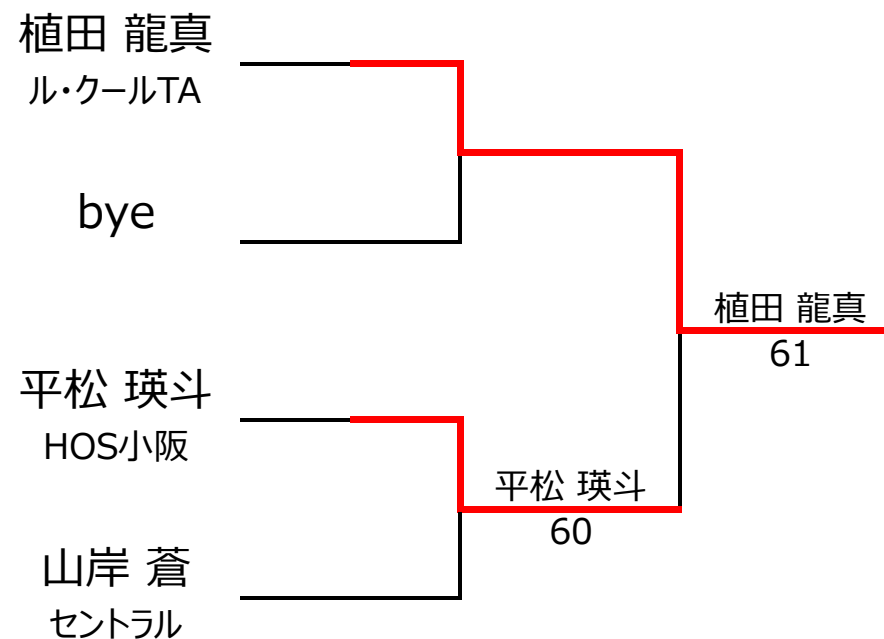 植田 龍真
ル・クールTA
bye
植田 龍真
61
平松 瑛斗
HOS小阪
平松 瑛斗
60
山岸 蒼
セントラル